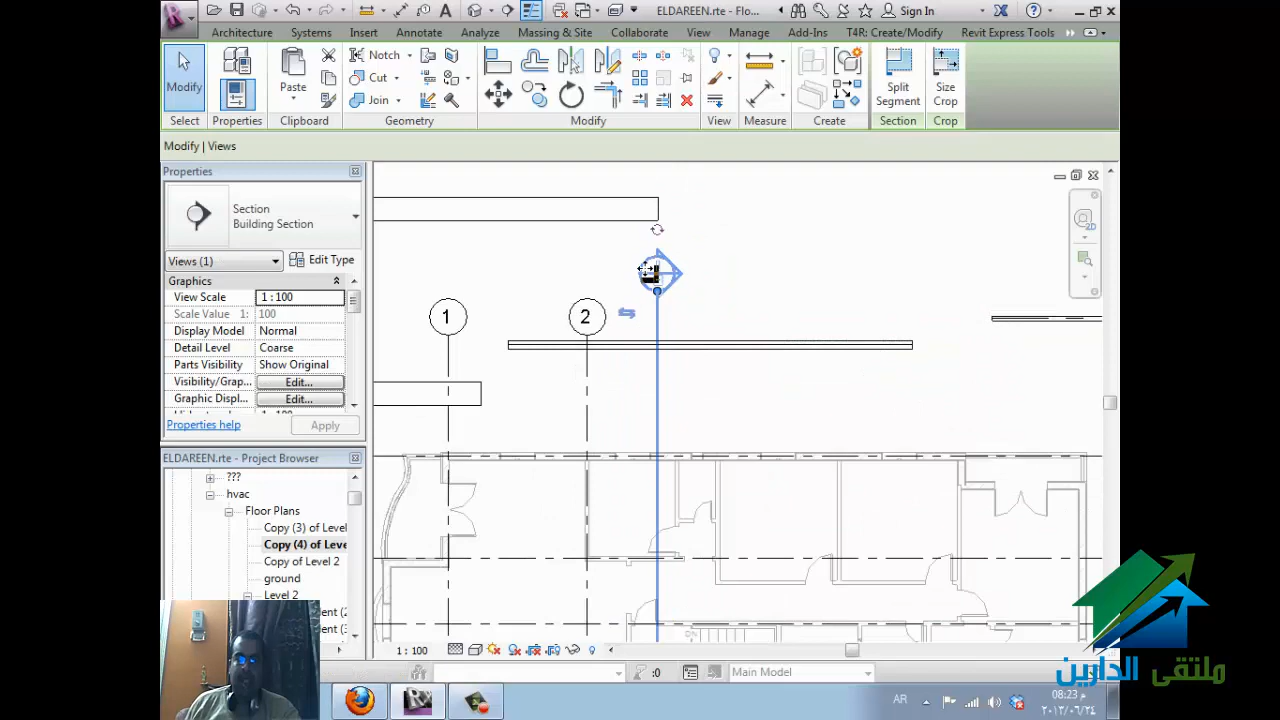 ELDAREEN.rte - Flo...
Sign In
Architecture Systems Insert Annotate Analyze Massing & Site Collaborate View Manage Add-Ins T4R: Create/Modify Revit Express Tools
Modify
Paste
Notch
Cut
Join
Split Segment
Size Crop
Select Properties Clipboard Geometry Modify View Measure Create Section Crop
Modify | Views
Properties
Section
Building Section
Views (1)
Edit Type
Graphics
View Scale 1 : 100
Scale Value 1: 100
Display Model Normal
Detail Level Coarse
Parts Visibility Show Original
Visibility/Grap... Edit...
Graphic Displ... Edit...
Properties help
Apply
ELDAREEN.rte - Project Browser
???
hvac
Floor Plans
Copy (3) of Level
Copy (4) of Leve
Copy of Level 2
ground
Level 2
1
2
2D
DN
1 : 100
:0
Main Model
AR
08:23 م
٢٠١٣/٠٦/٢٤
ملتقى الدارين